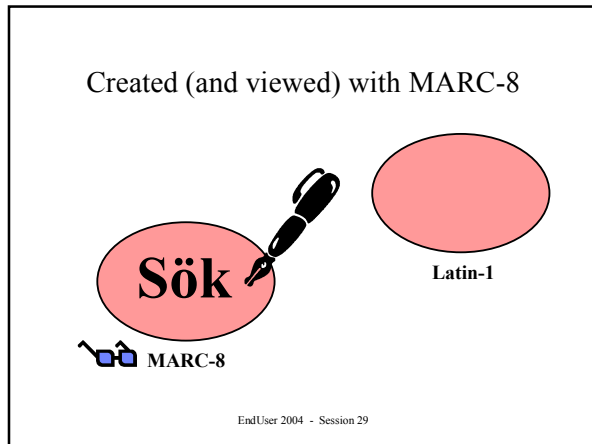 Created (and viewed) with MARC-8
Latin-1
Sök
MARC-8
EndUser 2004 - Session 29